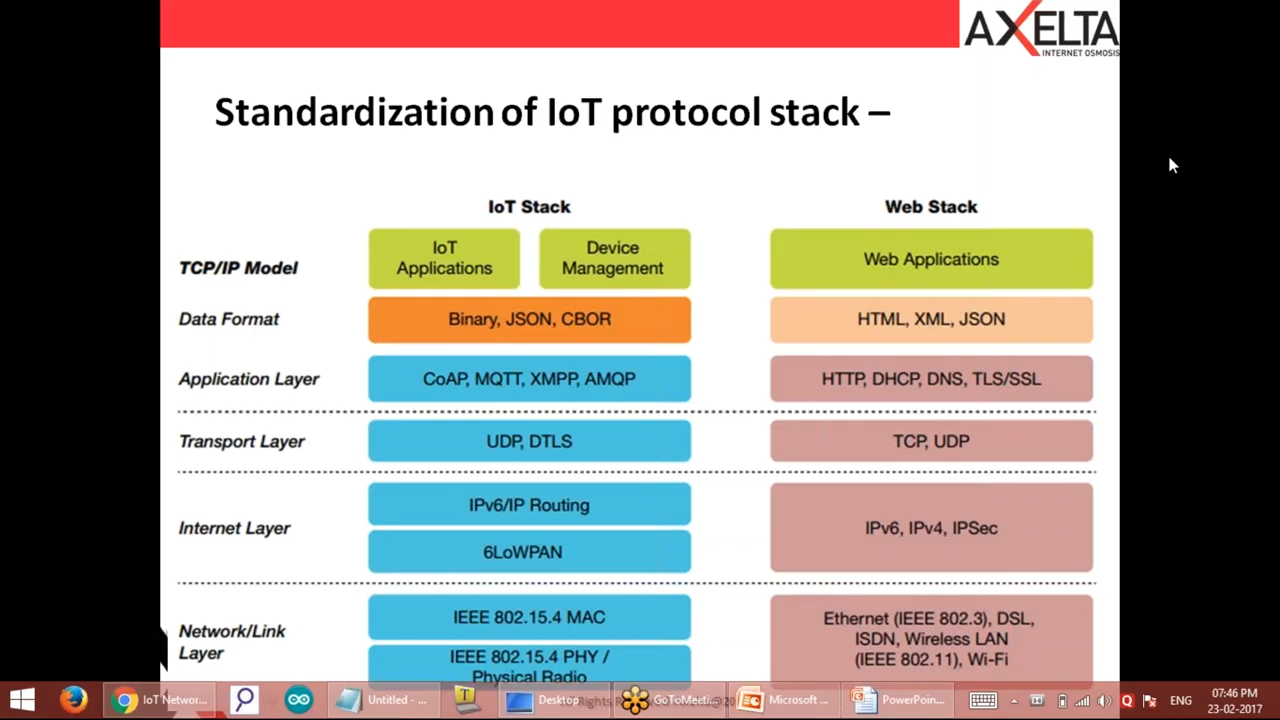 AXELTA
INTERNET OSMOSIS
Standardization of IoT protocol stack –
IoT Stack
Web Stack
TCP/IP Model
IoT
Applications
Device
Management
Web Applications
Data Format
Binary, JSON, CBOR
HTML, XML, JSON
Application Layer
CoAP, MQTT, XMPP, AMQP
HTTP, DHCP, DNS, TLS/SSL
Transport Layer
UDP, DTLS
TCP, UDP
Internet Layer
IPv6/IP Routing
6LoWPAN
IPv6, IPv4, IPSec
Network/Link
Layer
IEEE 802.15.4 MAC
IEEE 802.15.4 PHY /
Physical Radio
Ethernet (IEEE 802.3), DSL,
ISDN, Wireless LAN
(IEEE 802.11), Wi-Fi
IoT Networ...
Untitled - ...
Desktop
GoToMeeti...
Microsoft ...
PowerPoin...
ENG
07:46 PM
23-02-2017